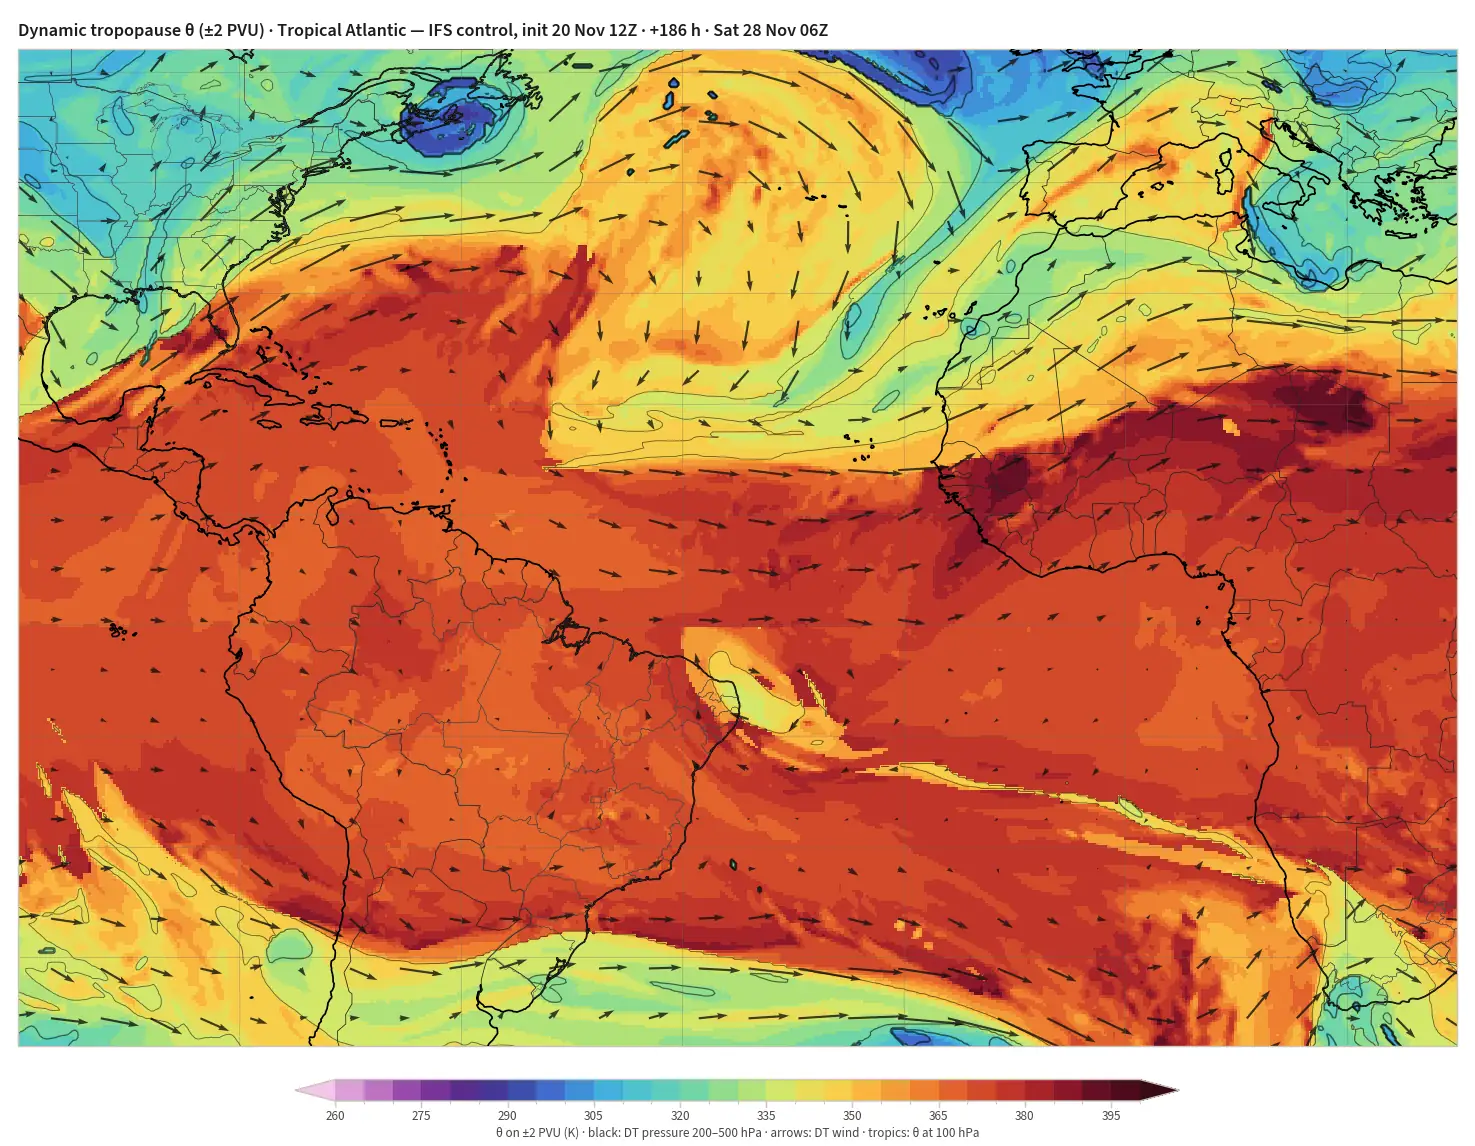 Dynamic tropopause θ (±2 PVU) · Tropical Atlantic — IFS control, init 20 Nov 12Z · +186 h · Sat 28 Nov 06Z
260 275 290 305 320 335 350 365 380 395
θ on ±2 PVU (K) · black: DT pressure 200–500 hPa · arrows: DT wind · tropics: θ at 100 hPa